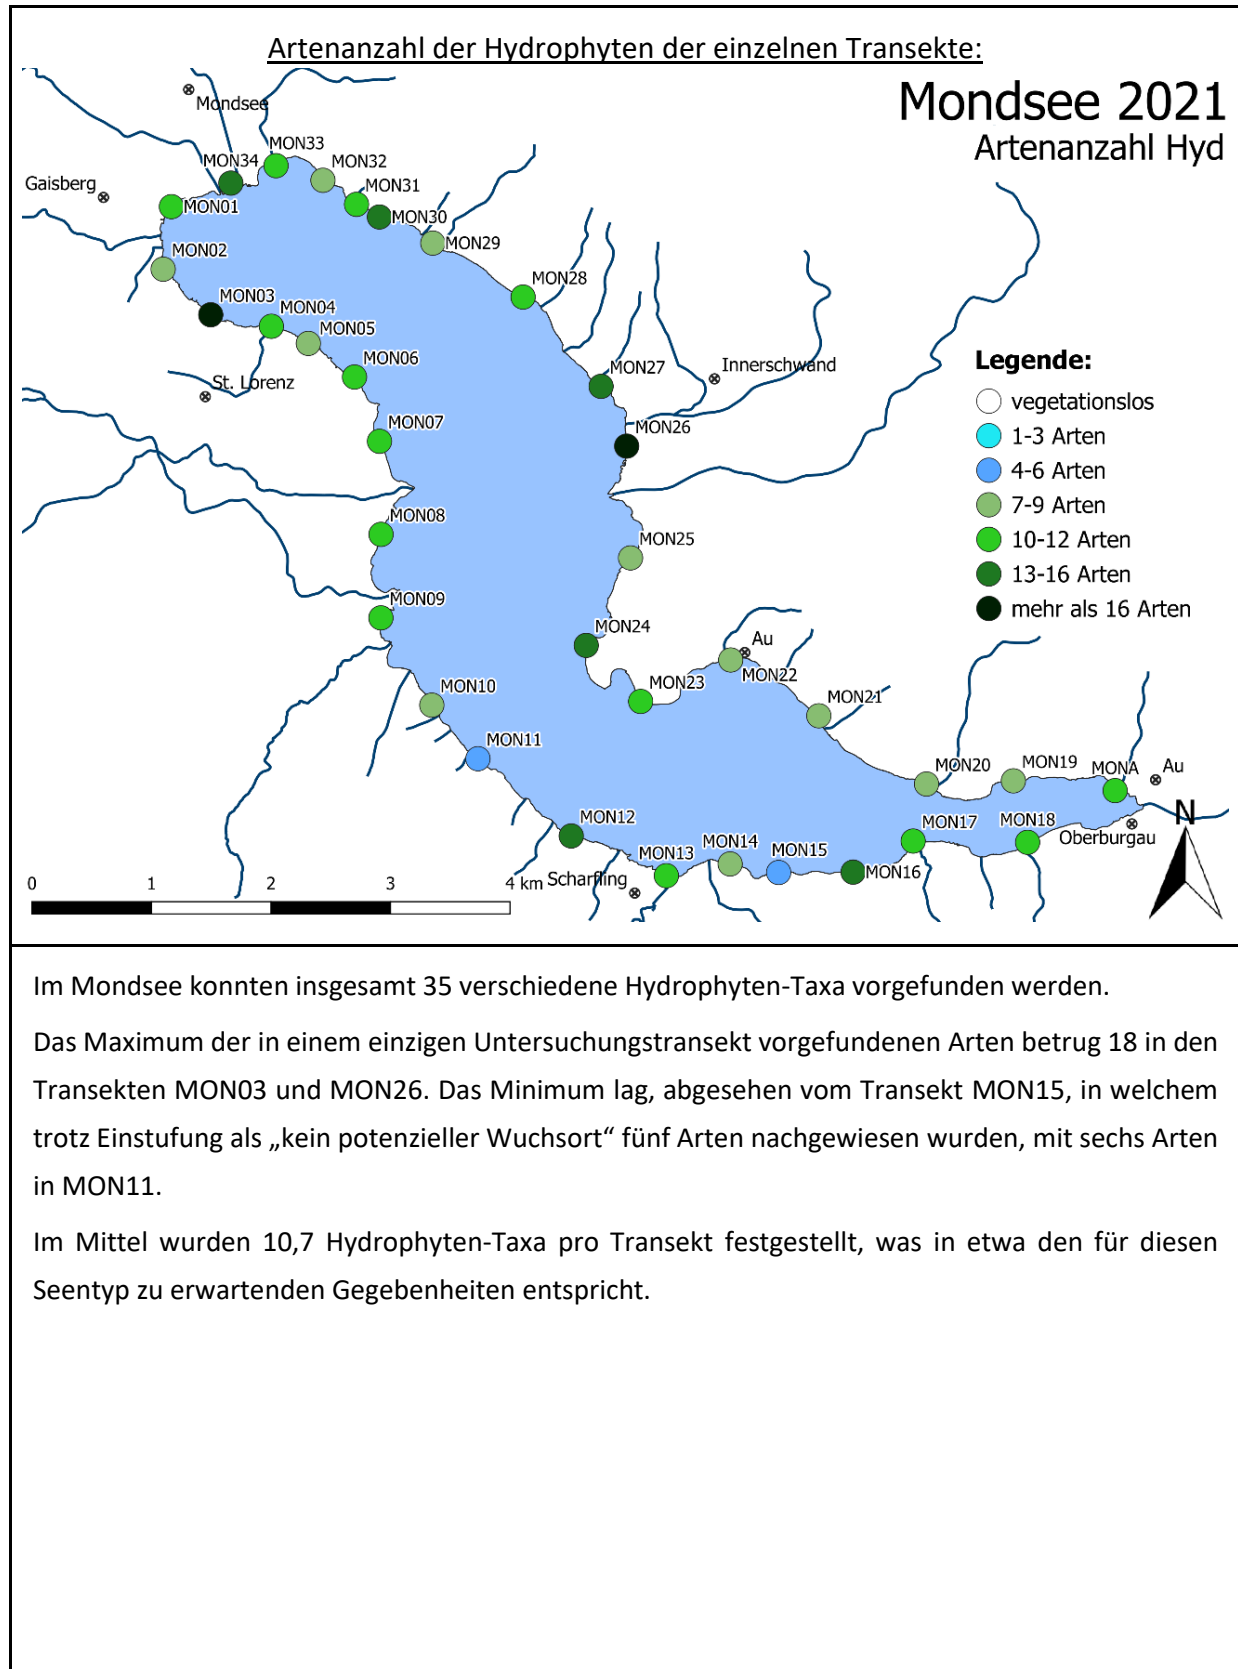 Artenanzahl der Hydrophyten der einzelnen Transekte:
Mondsee 2021
Artenanzahl Hyd
Mondsee
MON33
MON34
MON32
Gaisberg
MON31
MON01
MON30
MON29
MON02
MON28
MON03
MON04
MON05
MON06
St. Lorenz
MON27
Innerschwand
MON07
MON26
Legende:
vegetationslos
1-3 Arten
4-6 Arten
7-9 Arten
10-12 Arten
13-16 Arten
mehr als 16 Arten
MON08
MON25
MON09
MON24
Au
MON22
MON10
MON23
MON21
MON11
MON20
MON19
MONA
Au
MON12
MON17
MON18
Oberburgau
N
MON13
MON14
MON15
MON16
Scharfling
0 1 2 3 4 km
Im Mondsee konnten insgesamt 35 verschiedene Hydrophyten-Taxa vorgefunden werden.
Das Maximum der in einem einzigen Untersuchungstransekt vorgefundenen Arten betrug 18 in den
Transekten MON03 und MON26. Das Minimum lag, abgesehen vom Transekt MON15, in welchem
trotz Einstufung als „kein potenzieller Wuchsort“ fünf Arten nachgewiesen wurden, mit sechs Arten
in MON11.
Im Mittel wurden 10,7 Hydrophyten-Taxa pro Transekt festgestellt, was in etwa den für diesen
Seentyp zu erwartenden Gegebenheiten entspricht.